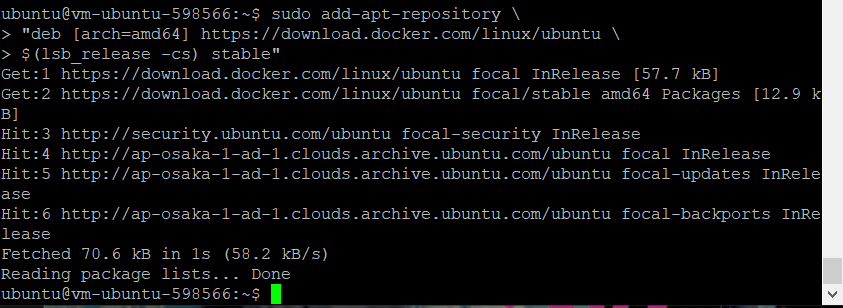 ubuntu@vm-ubuntu-598566:~$ sudo add-apt-repository \
> "deb [arch=amd64] https://download.docker.com/linux/ubuntu \
> $(lsb_release -cs) stable"
Get:1 https://download.docker.com/linux/ubuntu focal InRelease [57.7 kB]
Get:2 https://download.docker.com/linux/ubuntu focal/stable amd64 Packages [12.9 k
B]
Hit:3 http://security.ubuntu.com/ubuntu focal-security InRelease
Hit:4 http://ap-osaka-1-ad-1.clouds.archive.ubuntu.com/ubuntu focal InRelease
Hit:5 http://ap-osaka-1-ad-1.clouds.archive.ubuntu.com/ubuntu focal-updates InRele
ase
Hit:6 http://ap-osaka-1-ad-1.clouds.archive.ubuntu.com/ubuntu focal-backports InRe
lease
Fetched 70.6 kB in 1s (58.2 kB/s)
Reading package lists... Done
ubuntu@vm-ubuntu-598566:~$